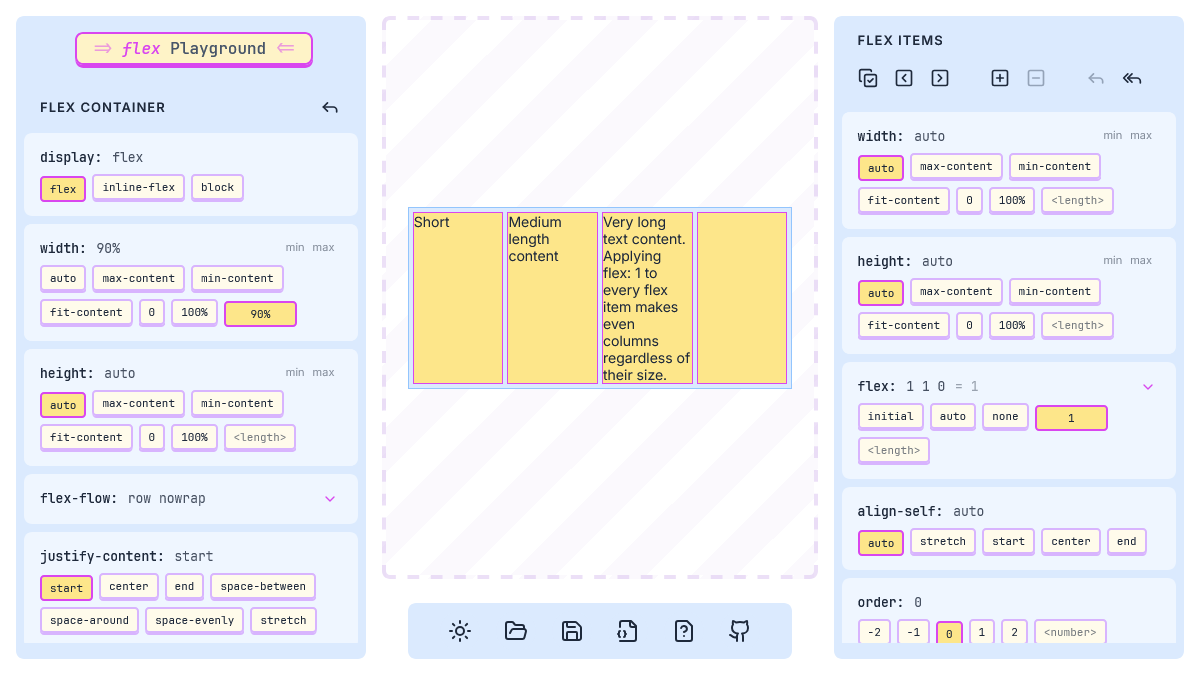 ⇒ flex Playground ⇐
FLEX CONTAINER
display: flex
flex inline-flex block
width: 90% min max
auto max-content min-content
fit-content 0 100% 90%
height: auto min max
auto max-content min-content
fit-content 0 100% <length>
flex-flow: row nowrap
justify-content: start
start center end space-between
space-around space-evenly stretch
Short
Medium
length
content
Very long
text content.
Applying
flex: 1 to
every flex
item makes
even
columns
regardless of
their size.
FLEX ITEMS
width: auto min max
auto max-content min-content
fit-content 0 100% <length>
height: auto min max
auto max-content min-content
fit-content 0 100% <length>
flex: 1 1 0 = 1
initial auto none 1
<length>
align-self: auto
auto stretch start center end
order: 0
-2 -1 0 1 2 <number>